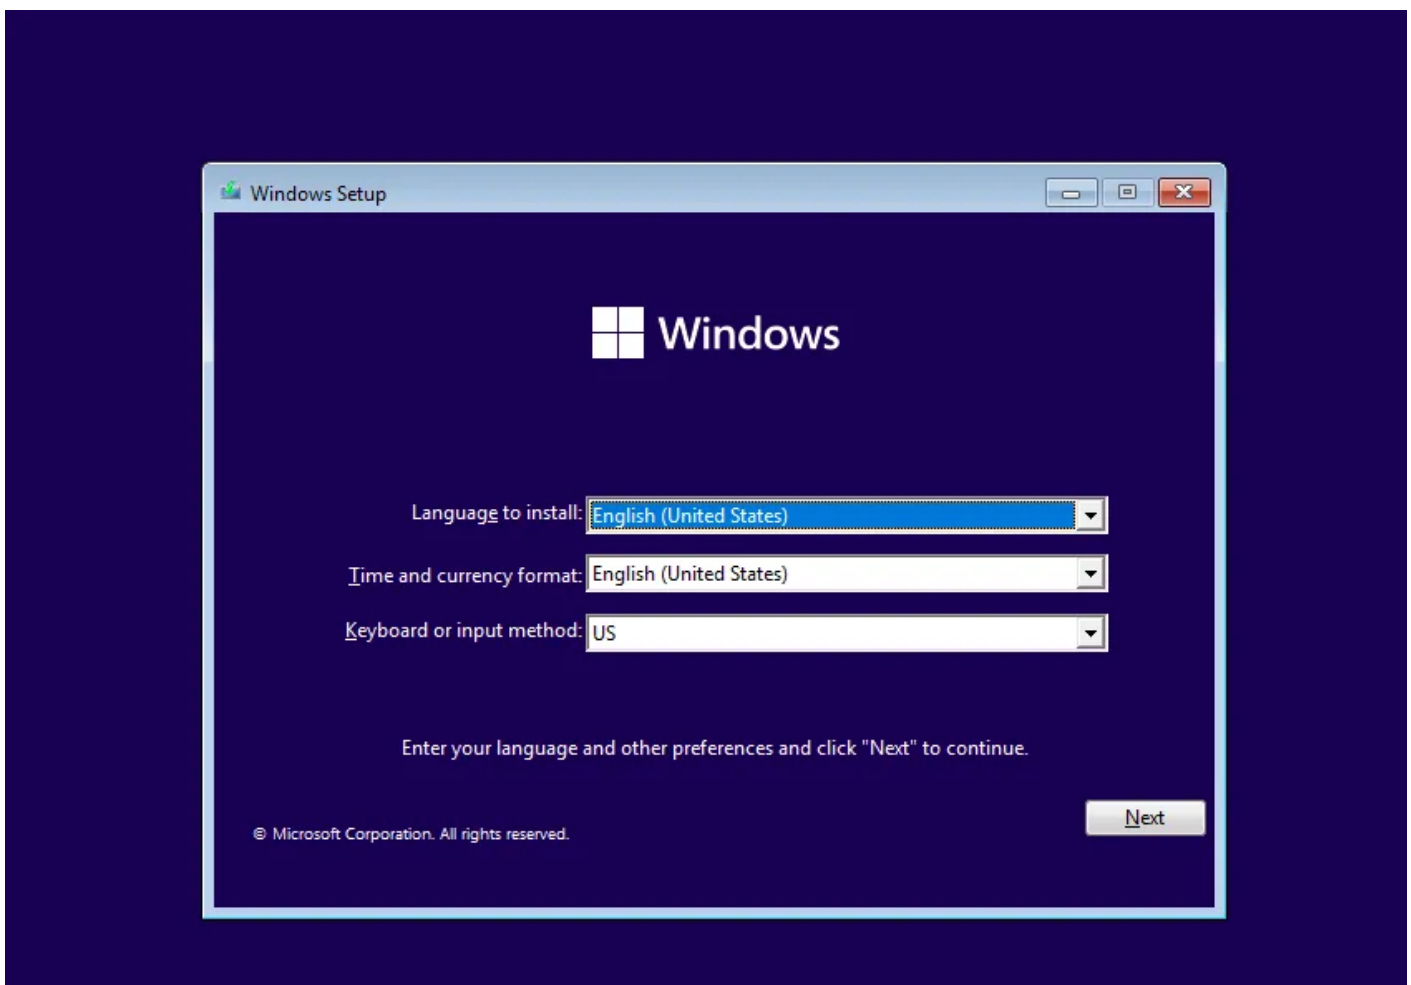 Windows Setup
Windows
Language to install: English (United States)
Time and currency format: English (United States)
Keyboard or input method: US
Enter your language and other preferences and click "Next" to continue.
Next
© Microsoft Corporation. All rights reserved.